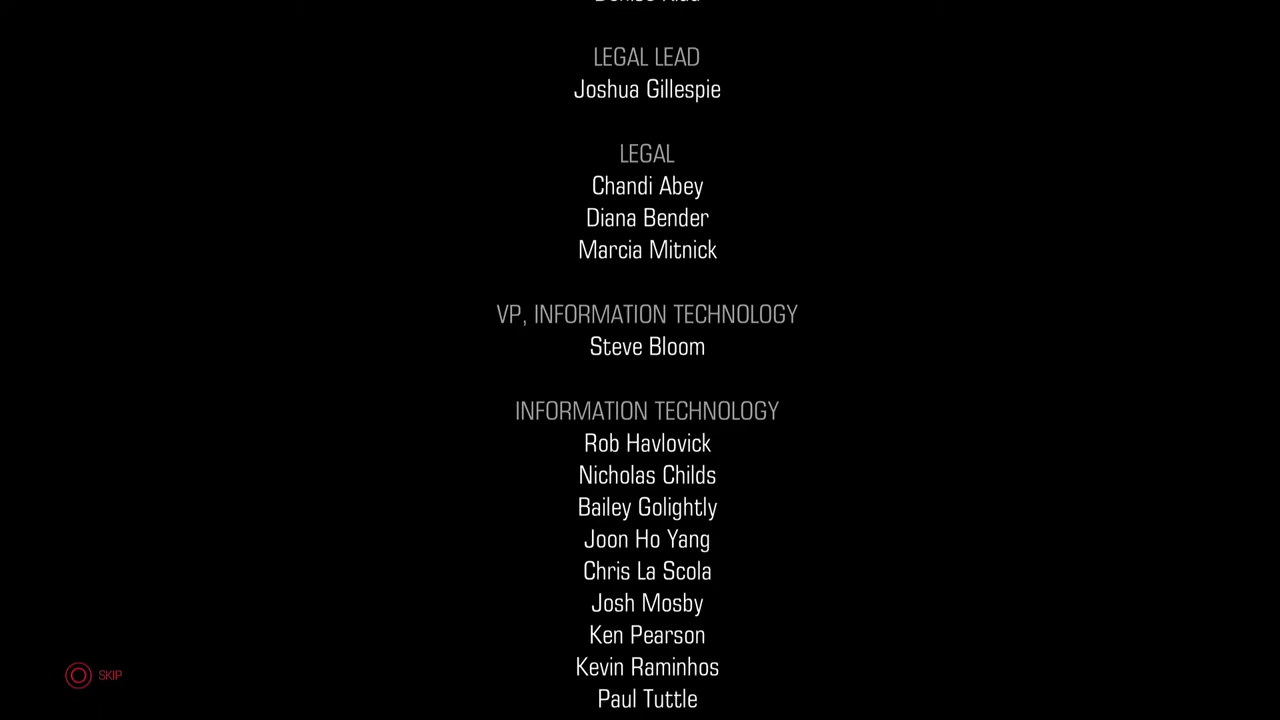 LEGAL LEAD
Joshua Gillespie
LEGAL
Chandi Abey
Diana Bender
Marcia Mitnick
VP, INFORMATION TECHNOLOGY
Steve Bloom
INFORMATION TECHNOLOGY
Rob Havlovick
Nicholas Childs
Bailey Golightly
Joon Ho Yang
Chris La Scola
Josh Mosby
Ken Pearson
Kevin Raminhos
Paul Tuttle
SKIP